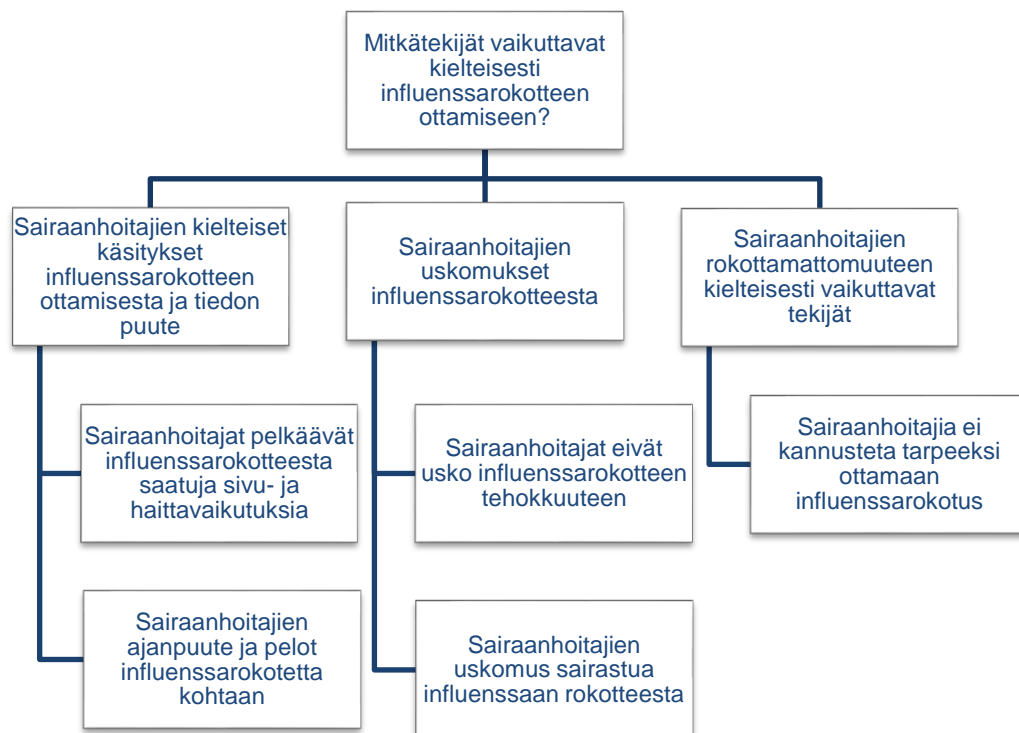 Mitkätekijät vaikuttavat
kielteisesti
influenssarokotteen
ottamiseen?
Sairaanhoitajien kielteiset
käsitykset
influenssarokotteen
ottamisesta ja tiedon
puute
Sairaanhoitajien
uskomukset
influenssarokotteesta
Sairaanhoitajien
rokottamattomuuteen
kielteisesti vaikuttavat
tekijät
Sairaanhoitajat pelkäävät
influenssarokotteesta
saatuja sivu- ja
haittavaikutuksia
Sairaanhoitajat eivät
usko influenssarokotteen
tehokkuuteen
Sairaanhoitajia ei
kannusteta tarpeeksi
ottamaan
influenssarokotus
Sairaanhoitajien
ajanpuute ja pelot
influenssarokotetta
kohtaan
Sairaanhoitajien
uskomus sairastua
influenssaan rokotteesta